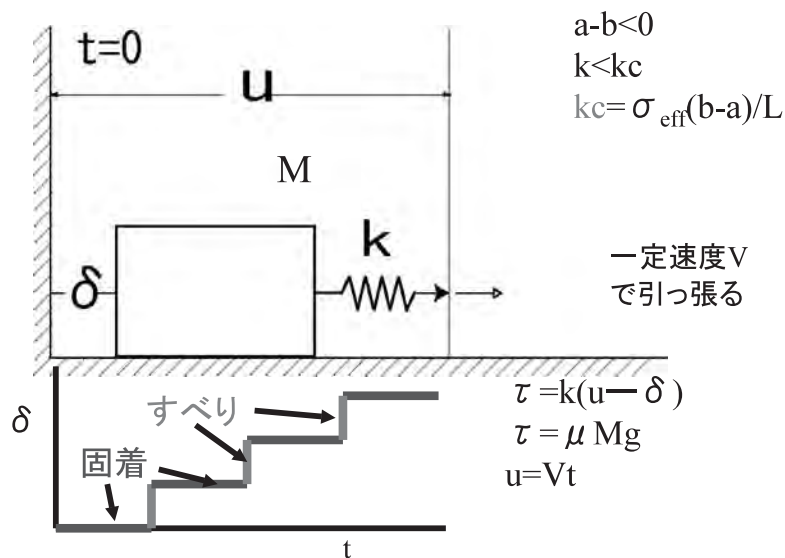 t=0
u
a-b<0
k<kc
kc=σeff(b-a)/L
M
k
δ
一定速度V
で引っ張る
δ
すべり
固着
t
τ=k(u－δ)
τ=μMg
u=Vt